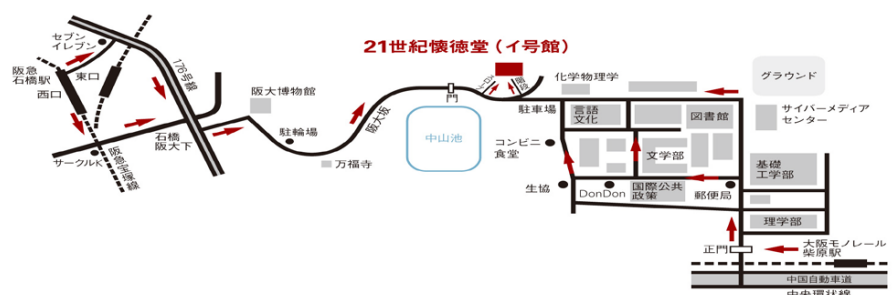 21世紀懐徳堂（イ号館）
セブン
イレブン
176号線
阪急
石橋駅
西口
東口
阪大博物館
阪大坂
門
化学物理学
グラウンド
駐車場
言語
文化
図書館
サイバーメディア
センター
駐輪場
中山池
コンビニ
食堂
文学部
石橋
阪大下
サークルK
阪急宝塚線
万福寺
基礎
工学部
生協
DonDon
国際公共
政策
郵便局
理学部
正門
大阪モノレール
柴原駅
中国自動車道
中央環状線